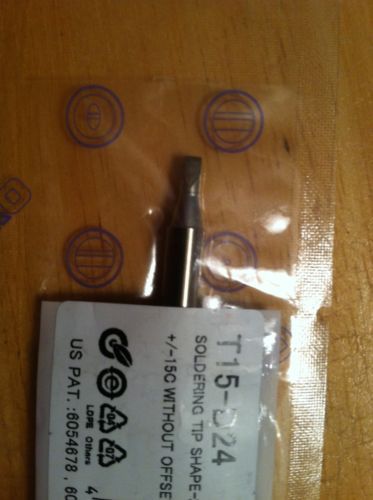 T15-D24
SOLDERING TIP SHAPE-
+/-15C WITHOUT OFFSE
LDPE Others
US PAT.:6054678, 60